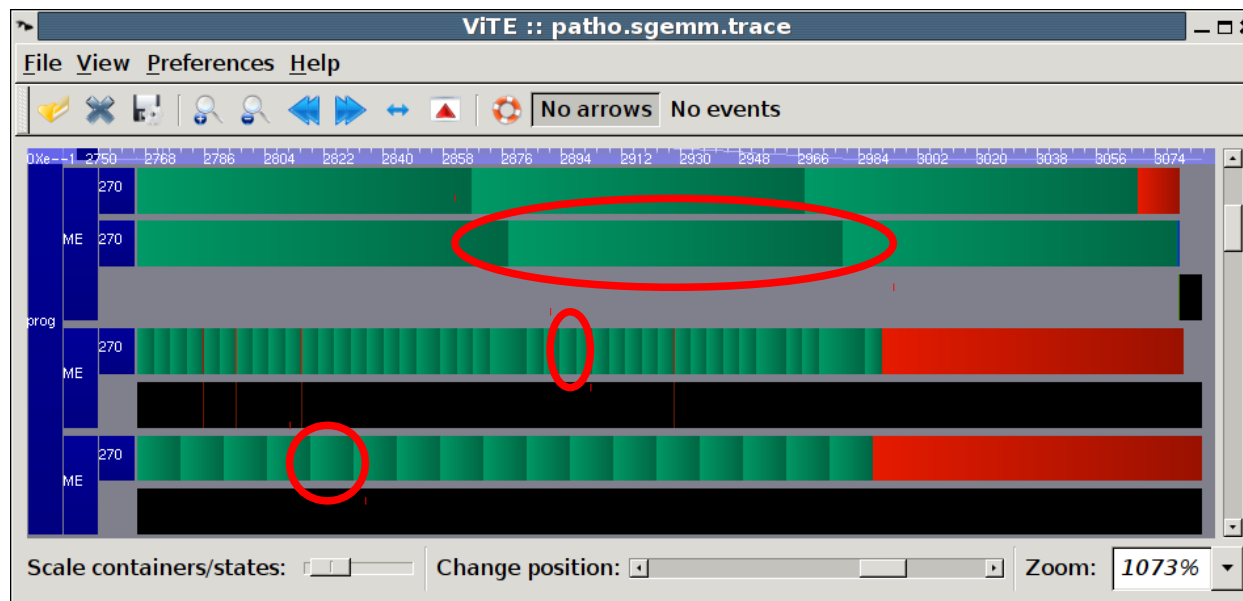 ViTE :: patho.sgemm.trace
File View Preferences Help
No arrows No events
0Xe--1 2750 2768 2786 2804 2822 2840 2858 2876 2894 2912 2930 2948 2966 2984 3002 3020 3038 3056 3074
270
ME 270
prog
270
ME
270
ME
Scale containers/states: Change position: Zoom: 1073%